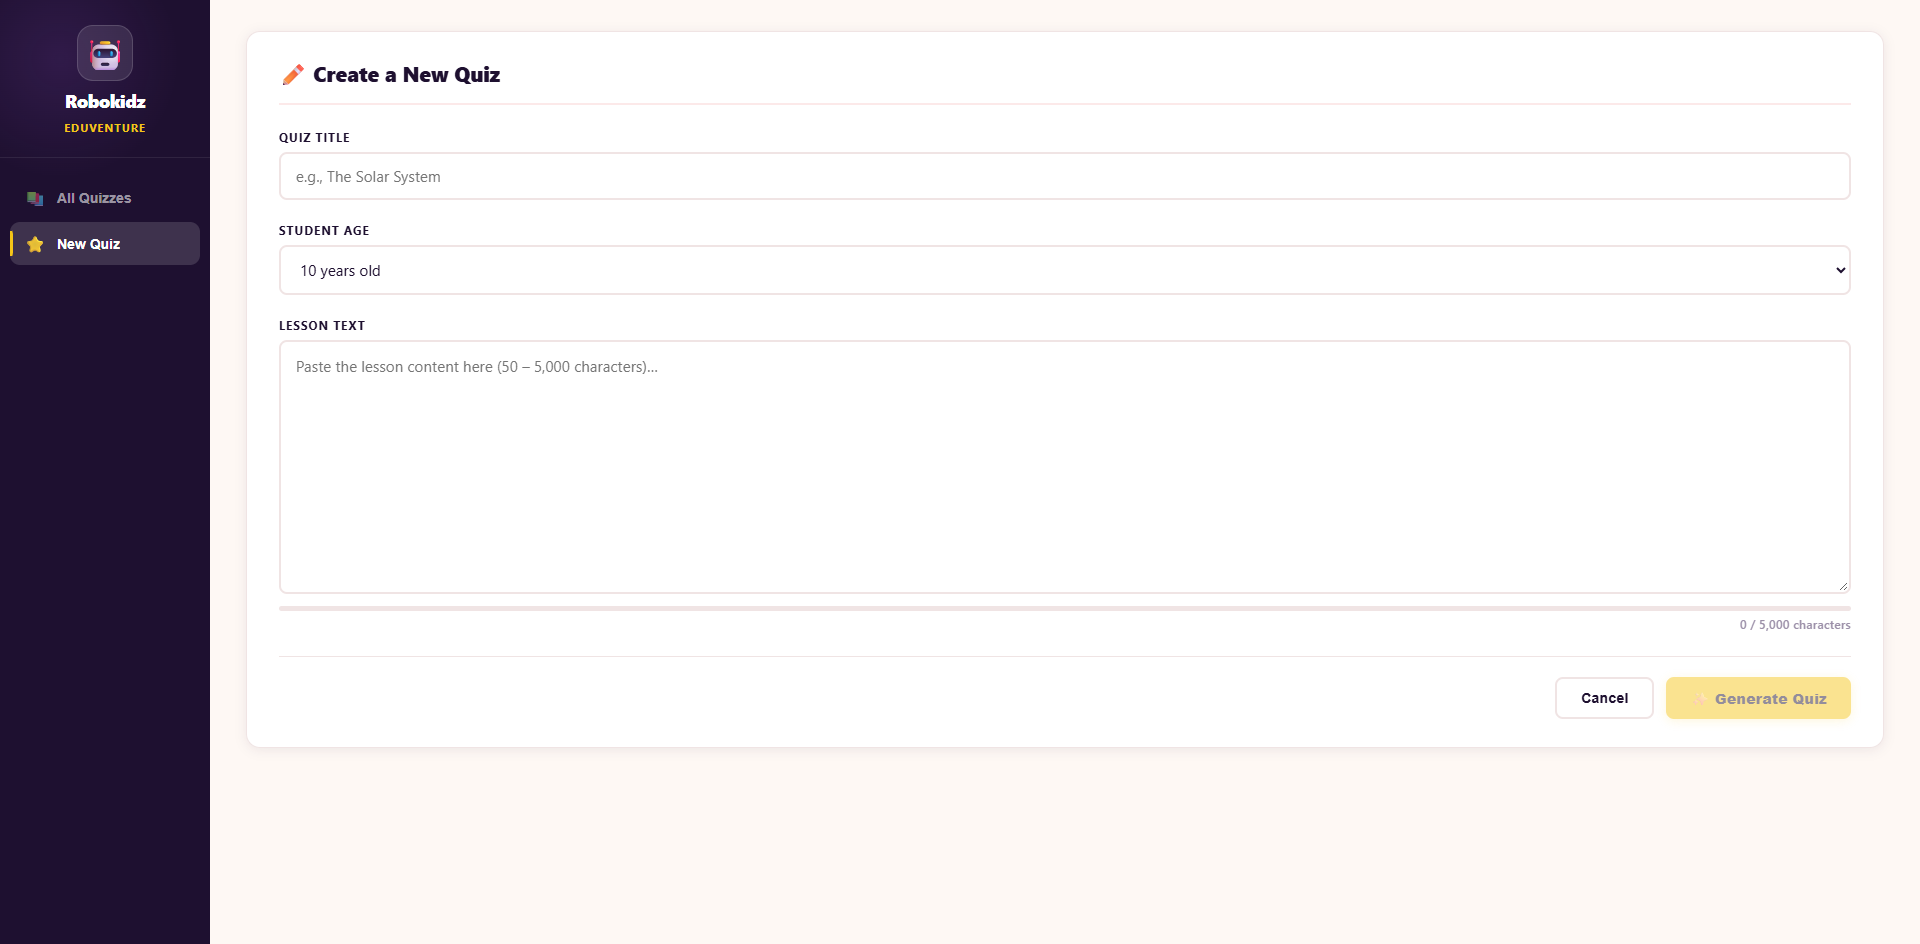 Robokidz
EDUVENTURE
All Quizzes
New Quiz
Create a New Quiz
QUIZ TITLE
e.g., The Solar System
STUDENT AGE
10 years old
LESSON TEXT
Paste the lesson content here (50 – 5,000 characters)...
0 / 5,000 characters
Cancel
Generate Quiz